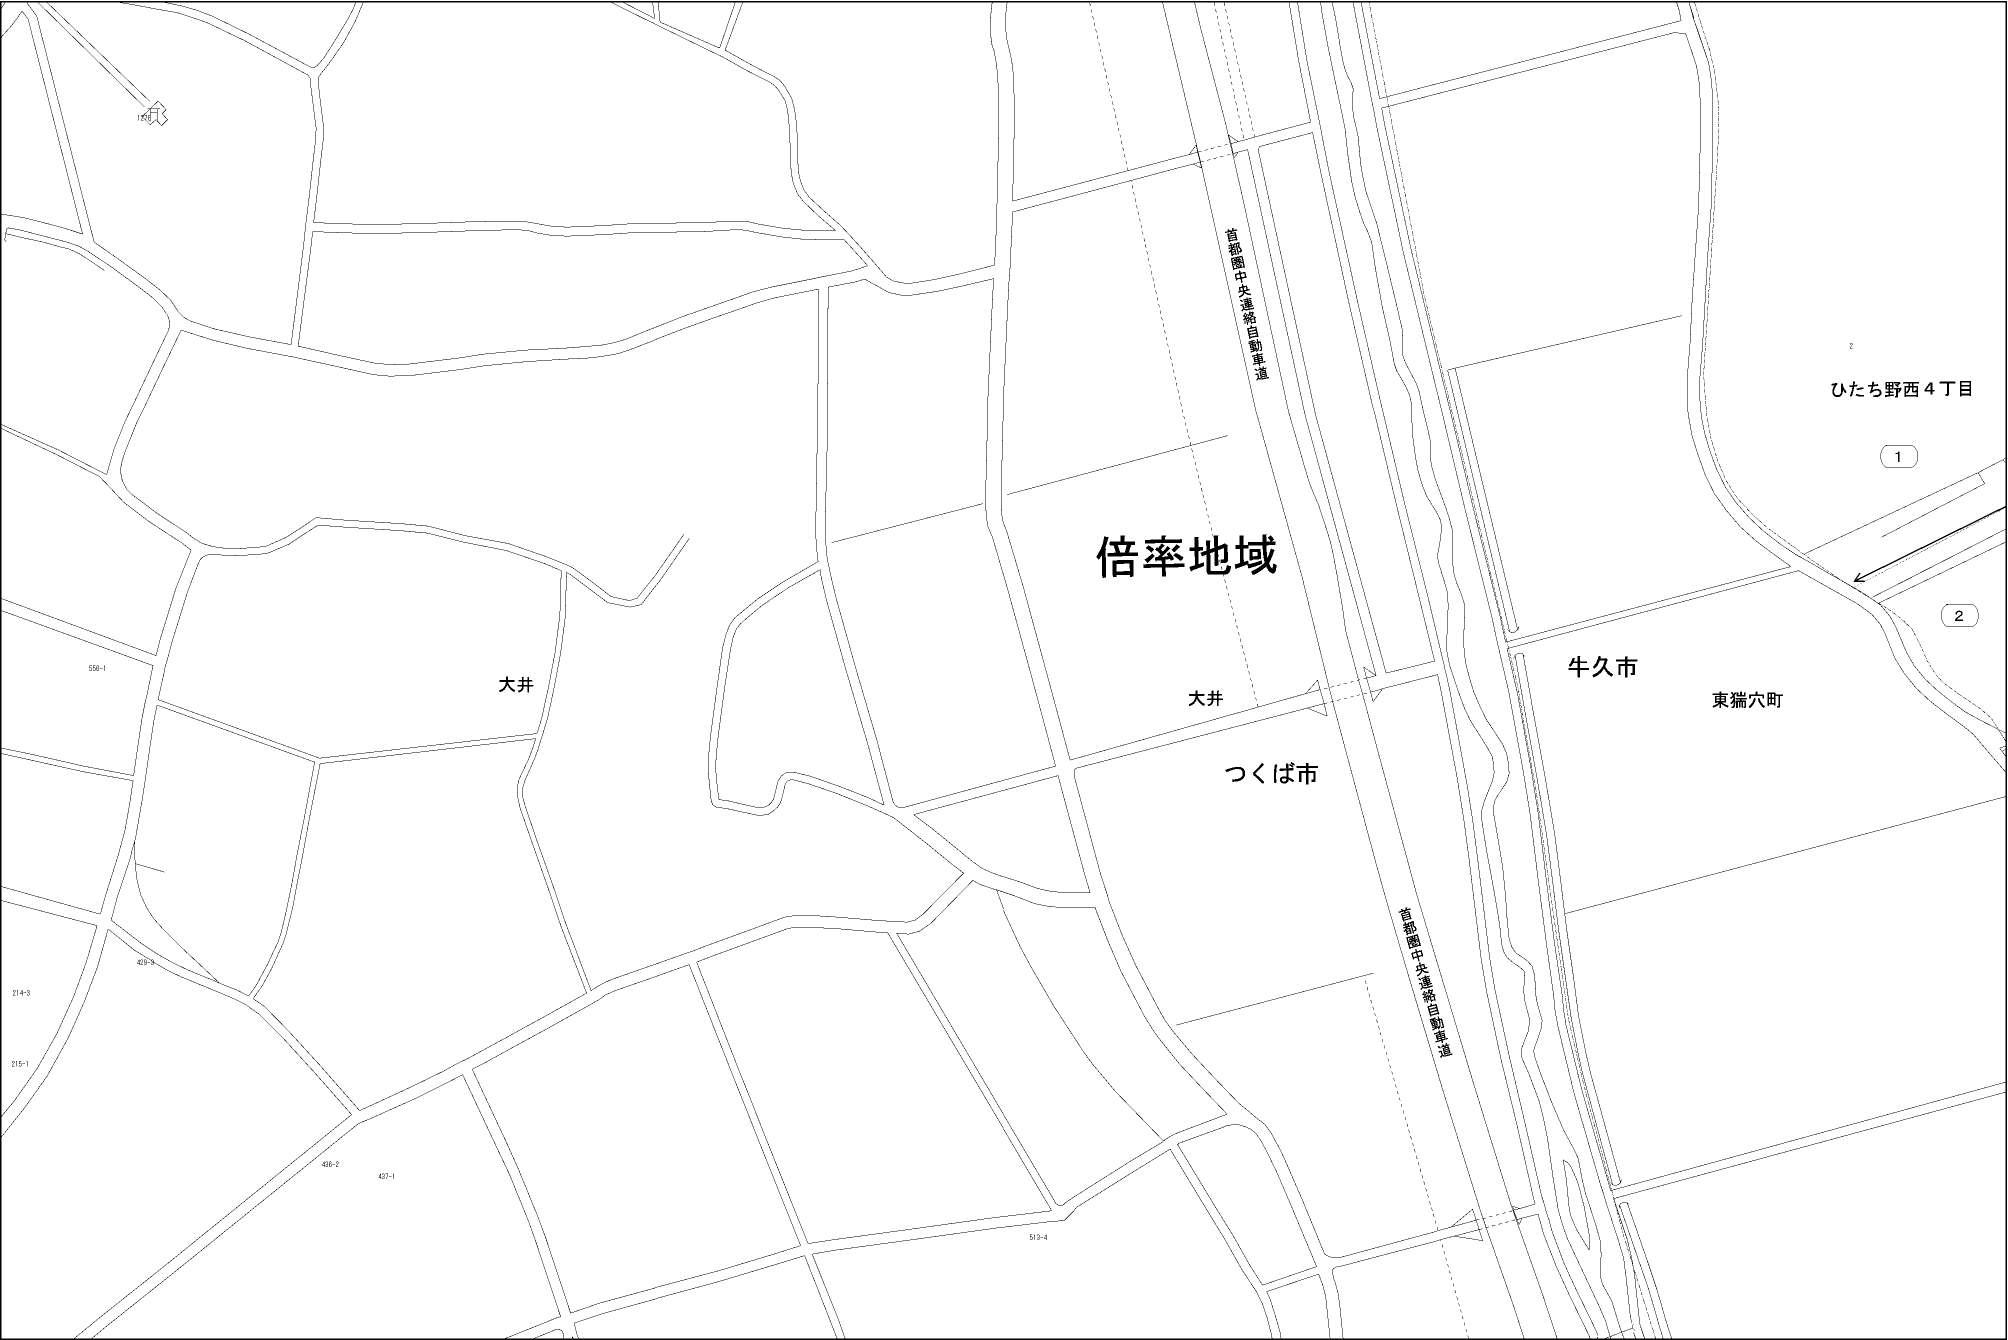 1276
首都圏中央連絡自動車道
2
ひたち野西4丁目
1
倍率地域
2
556-1
牛久市
大井
大井
東猯穴町
つくば市
首都圏中央連絡自動車道
429-3
214-3
215-1
436-2
437-1
513-4